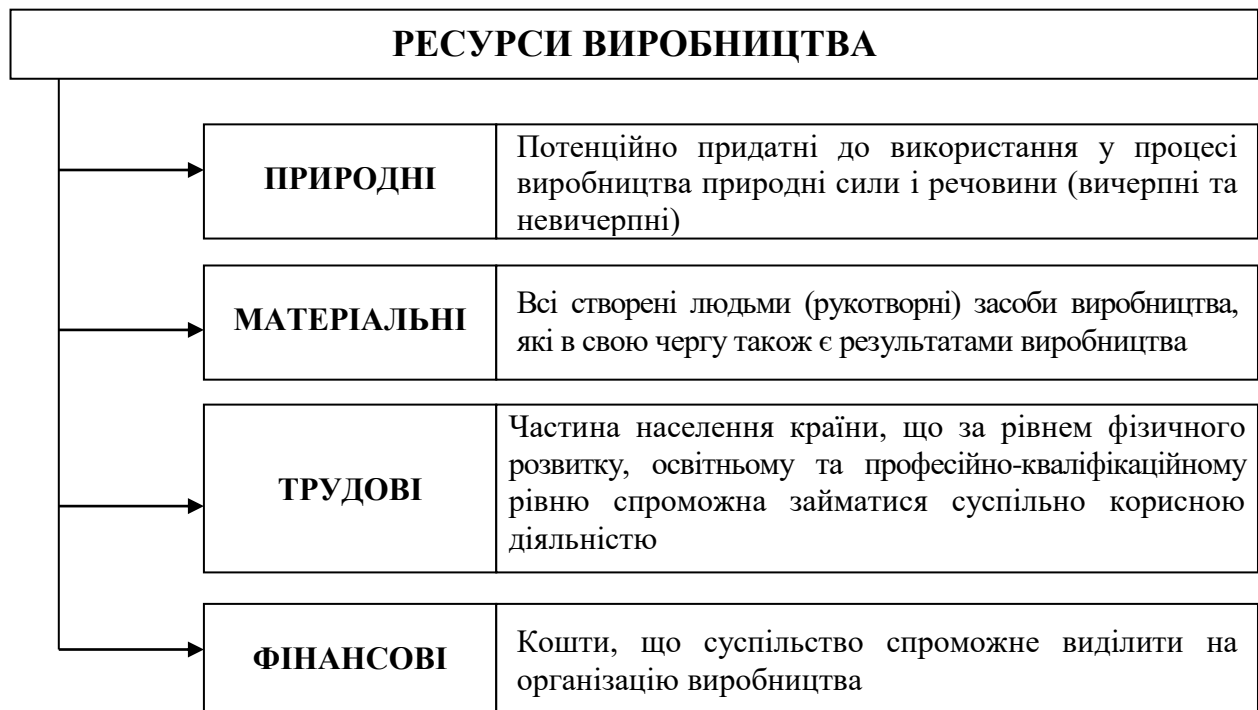 РЕСУРСИ ВИРОБНИЦТВА
ПРИРОДНІ
Потенційно придатні до використання у процесі
виробництва природні сили і речовини (вичерпні та
невичерпні)
МАТЕРІАЛЬНІ
Всі створені людьми (рукотворні) засоби виробництва,
які в свою чергу також є результатами виробництва
ТРУДОВІ
Частина населення країни, що за рівнем фізичного
розвитку, освітньому та професійно-кваліфікаційному
рівню спроможна займатися суспільно корисною
діяльністю
ФІНАНСОВІ
Кошти, що суспільство спроможне виділити на
організацію виробництва